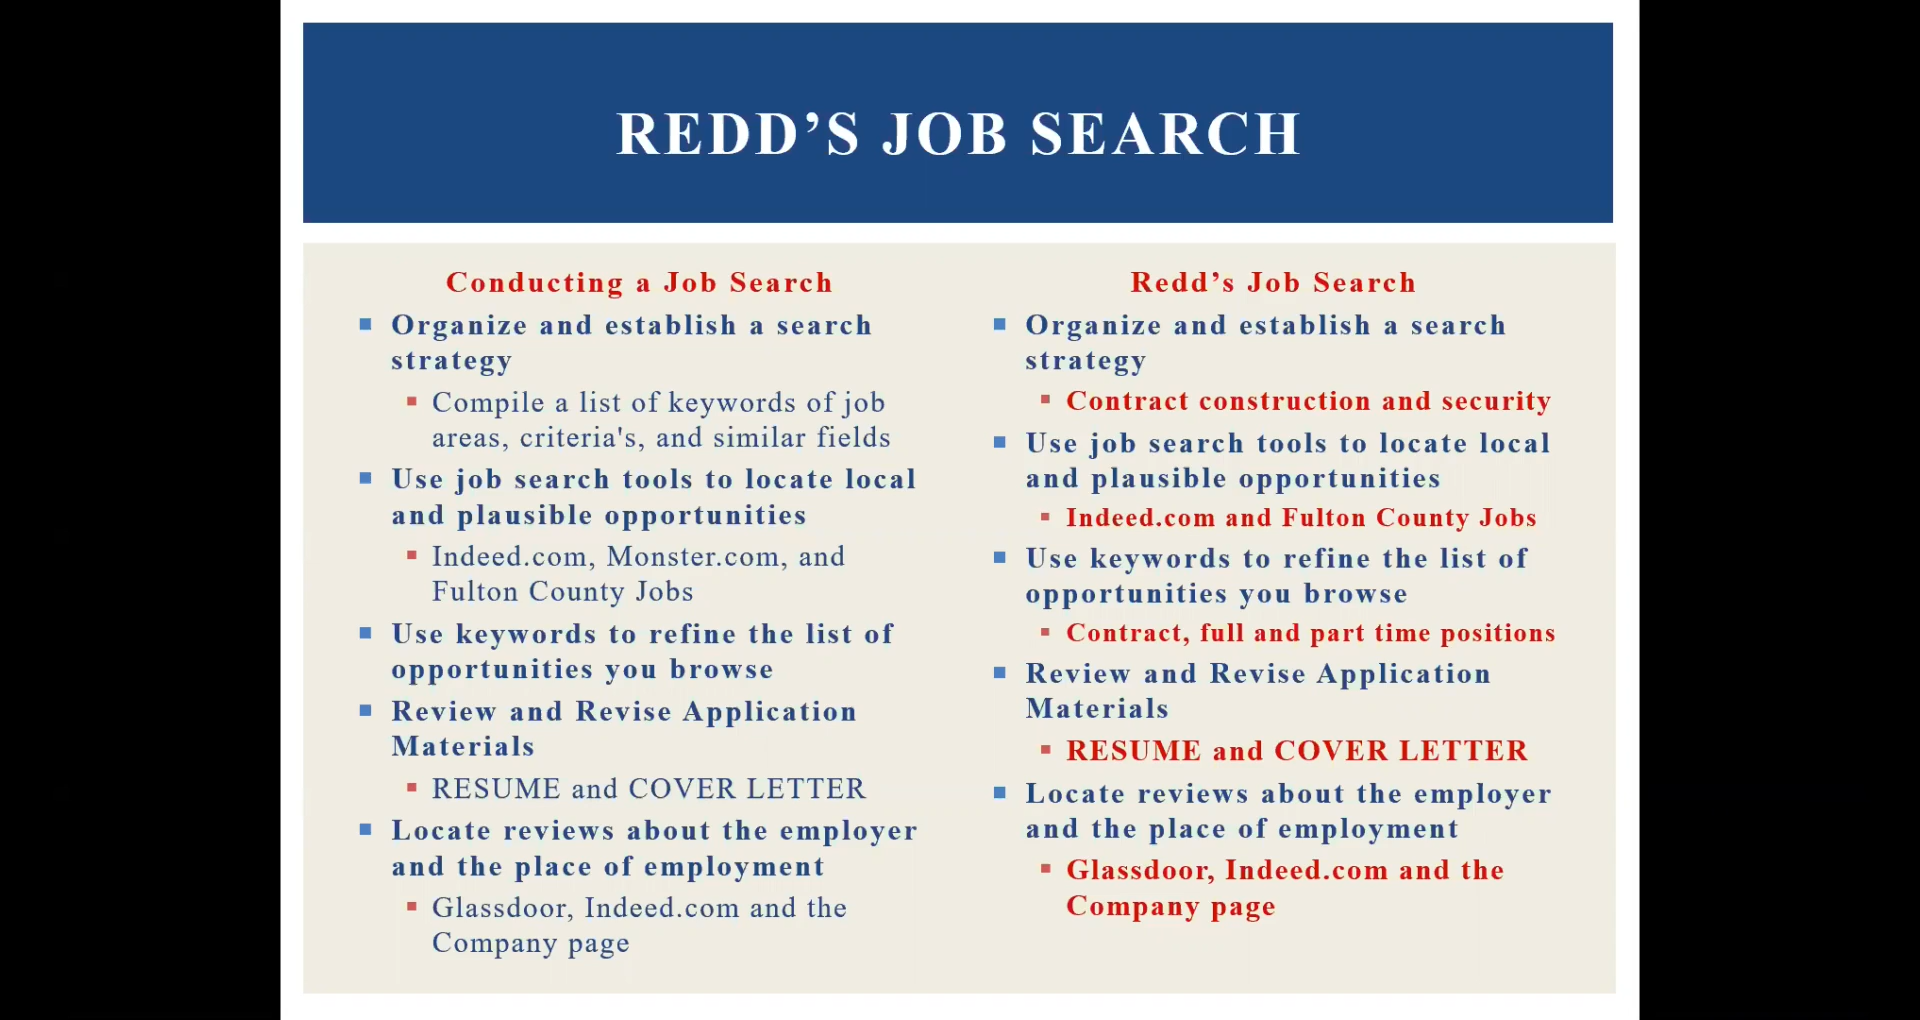 REDD’S JOB SEARCH
Conducting a Job Search
Organize and establish a search
strategy
Compile a list of keywords of job
areas, criteria's, and similar fields
Use job search tools to locate local
and plausible opportunities
Indeed.com, Monster.com, and
Fulton County Jobs
Use keywords to refine the list of
opportunities you browse
Review and Revise Application
Materials
RESUME and COVER LETTER
Locate reviews about the employer
and the place of employment
Glassdoor, Indeed.com and the
Company page
Redd’s Job Search
Organize and establish a search
strategy
Contract construction and security
Use job search tools to locate local
and plausible opportunities
Indeed.com and Fulton County Jobs
Use keywords to refine the list of
opportunities you browse
Contract, full and part time positions
Review and Revise Application
Materials
RESUME and COVER LETTER
Locate reviews about the employer
and the place of employment
Glassdoor, Indeed.com and the
Company page